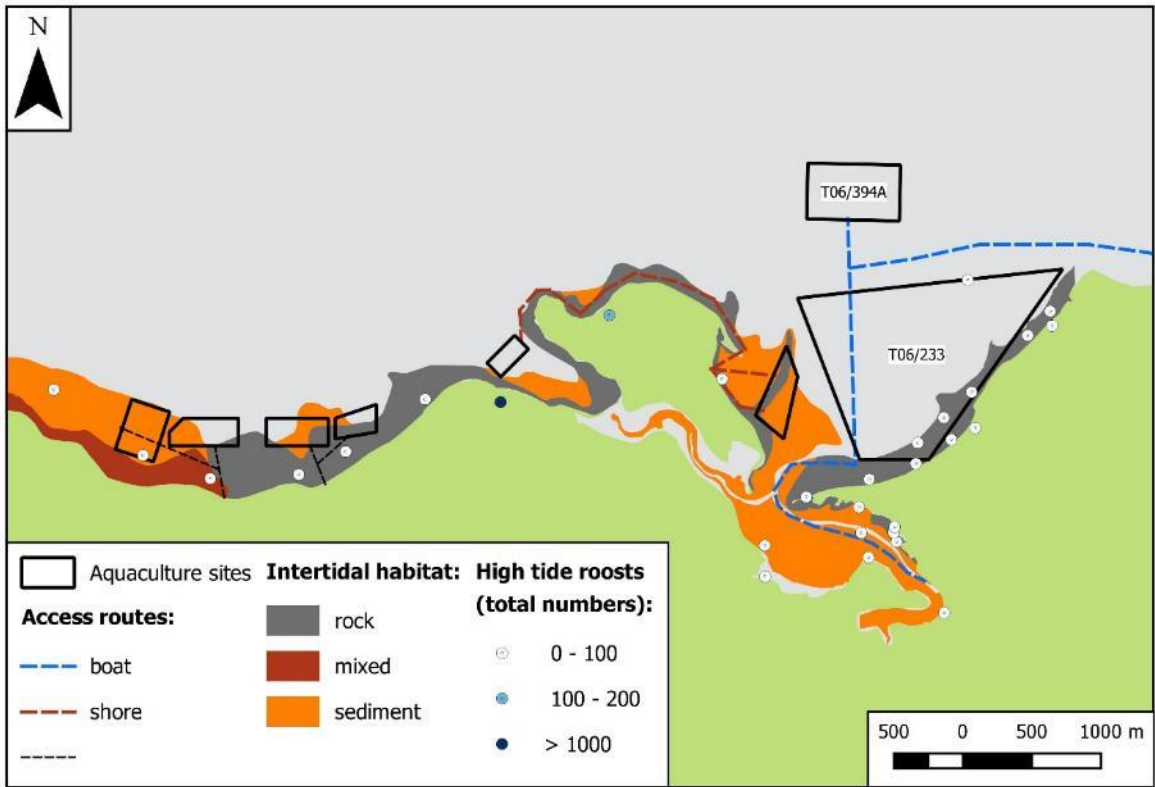 N
T06/394A
T06/233
Aquaculture sites
Access routes:
boat
shore
Intertidal habitat:
rock
mixed
sediment
High tide roosts
(total numbers):
0 - 100
100 - 200
> 1000
500 0 500 1000 m